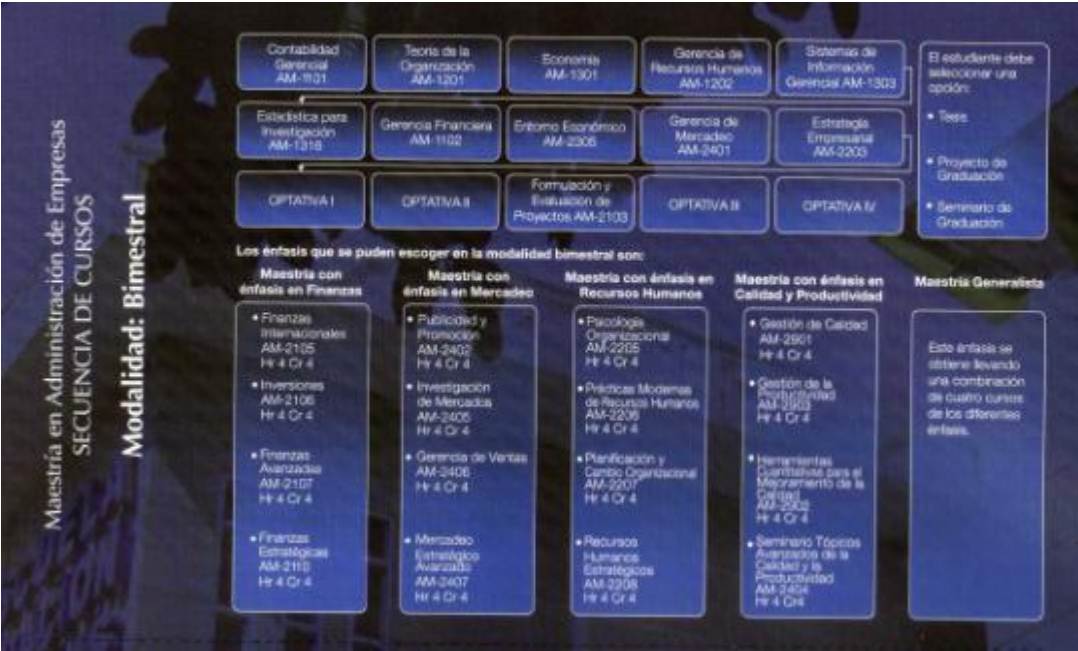 Maestría en Administración de Empresas
SECUENCIA DE CURSOS
Modalidad: Bimestral
Contabilidad
Gerencial
AM-1101
Teoría de la
Organización
AM-1201
Economía
AM-1301
Gerencia de
Recursos Humanos
AM-1202
Sistemas de
Información
Gerencial AM-1303
Estadística para
Investigación
AM-1316
Gerencia Financiera
AM-1102
Entorno Económico
AM-2306
Gerencia de
Mercadeo
AM-2401
Estrategia
Empresarial
AM-2203
OPTATIVA I
OPTATIVA II
Formulación y
Evaluación de
Proyectos AM-2103
OPTATIVA III
OPTATIVA IV
El estudiante debe
seleccionar una
opción:
• Tesis
• Proyecto de
Graduación
• Seminario de
Graduación
Los énfasis que se puden escoger en la modalidad bimestral son:
Maestría con
énfasis en Finanzas
• Finanzas
Internacionales
AM-2105
Hr 4 Cr 4
• Inversiones
AM-2106
Hr 4 Cr 4
• Finanzas
Avanzadas
AM-2107
Hr 4 Cr 4
• Finanzas
Estratégicas
AM-2110
Hr 4 Cr 4
Maestría con
énfasis en Mercadeo
• Publicidad y
Promoción
AM-2402
Hr 4 Cr 4
• Investigación
de Mercados
AM-2405
Hr 4 Cr 4
• Gerencia de Ventas
AM-2406
Hr 4 Cr 4
• Mercadeo
Estratégico
Avanzado
AM-2407
Hr 4 Cr 4
Maestría con énfasis en
Recursos Humanos
• Psicología
Organizacional
AM-2205
Hr 4 Cr 4
• Prácticas Modernas
de Recursos Humanos
AM-2206
Hr 4 Cr 4
• Planificación y
Cambio Organizacional
AM-2207
Hr 4 Cr 4
• Recursos
Humanos
Estratégicos
AM-2208
Hr 4 Cr 4
Maestría con énfasis en
Calidad y Productividad
• Gestión de Calidad
AM-2901
Hr 4 Cr 4
• Gestión de la
Productividad
AM-2903
Hr 4 Cr 4
• Herramientas
Cuantitativas para el
Mejoramiento de la
Calidad
AM-2902
Hr 4 Cr 4
• Seminario Tópicos
Avanzados de la
Calidad y la
Productividad
AM-2404
Hr 4 Cr4
Maestría Generalista
Este énfasis se
obtiene llevando
una combinación
de cuatro cursos
de los diferentes
énfasis.